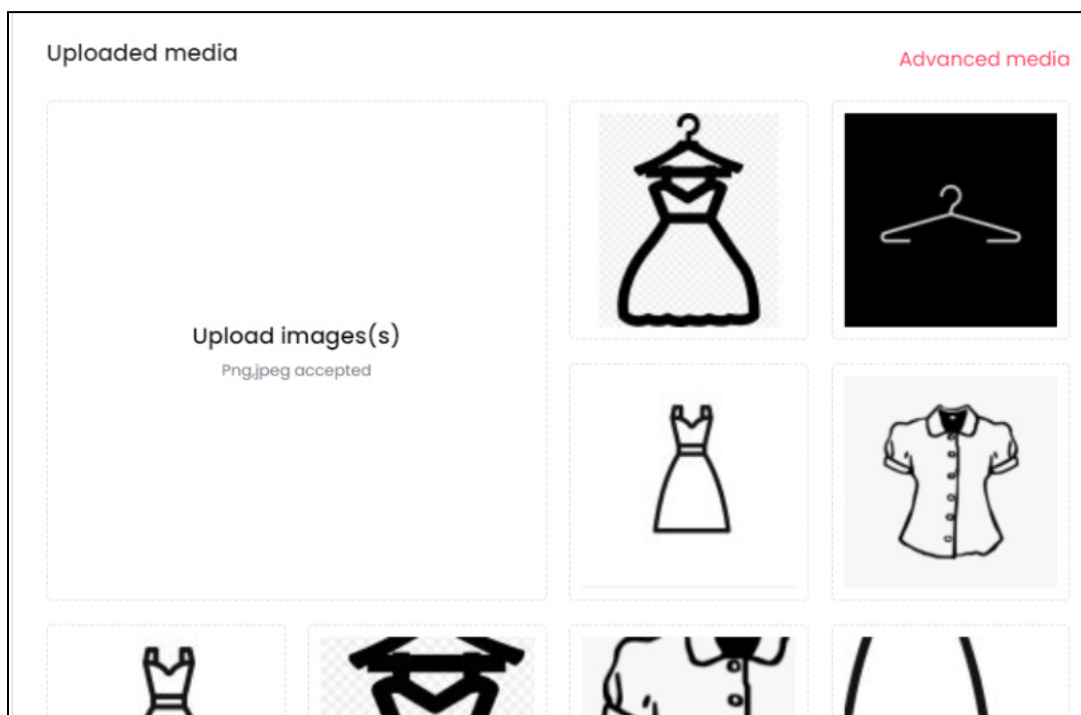 Uploaded media
Advanced media
Upload images(s)
Png,jpeg accepted